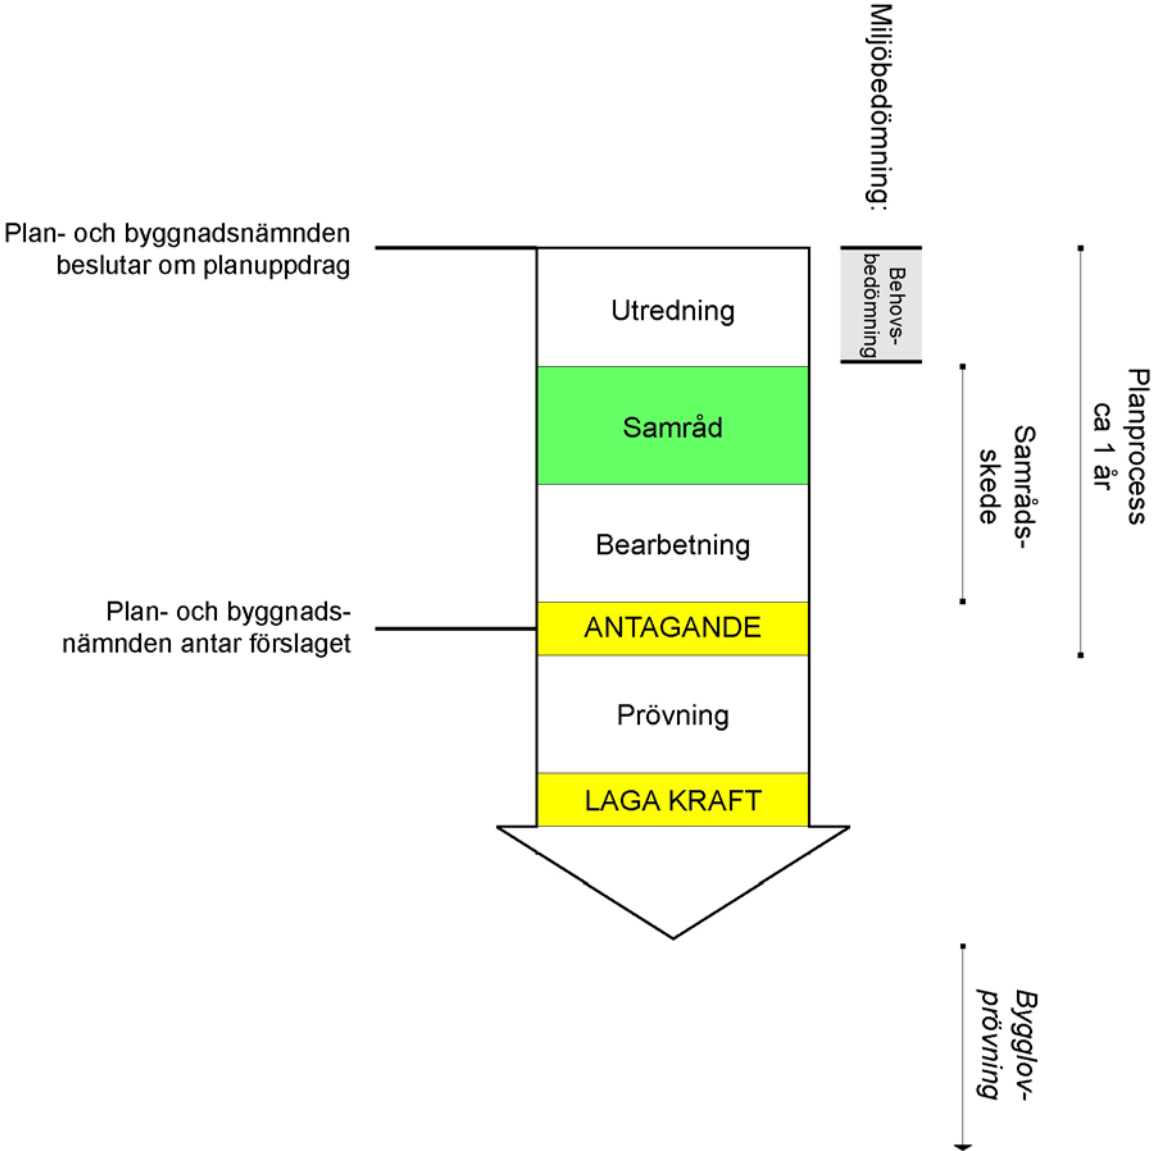 Miljöbedömning:
Plan- och byggnadsnämnden
beslutar om planuppdrag
Utredning
Behovs-
bedömning
Samråd
Bearbetning
Samråds-
skede
Planprocess
ca 1 år
Plan- och byggnads-
nämnden antar förslaget
ANTAGANDE
Prövning
LAGA KRAFT
Bygglov-
prövning